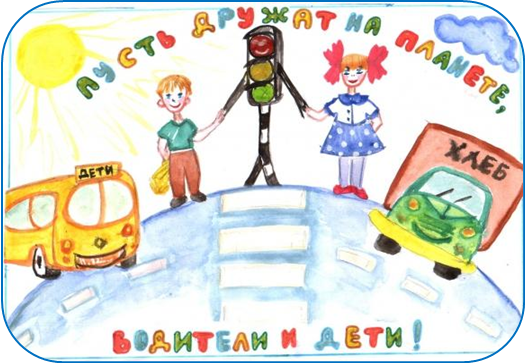 ПУСТЬ ДРУЖАТ НА ПЛАНЕТЕ,
ДЕТИ
ХЛЕБ
ВОДИТЕЛИ И ДЕТИ!